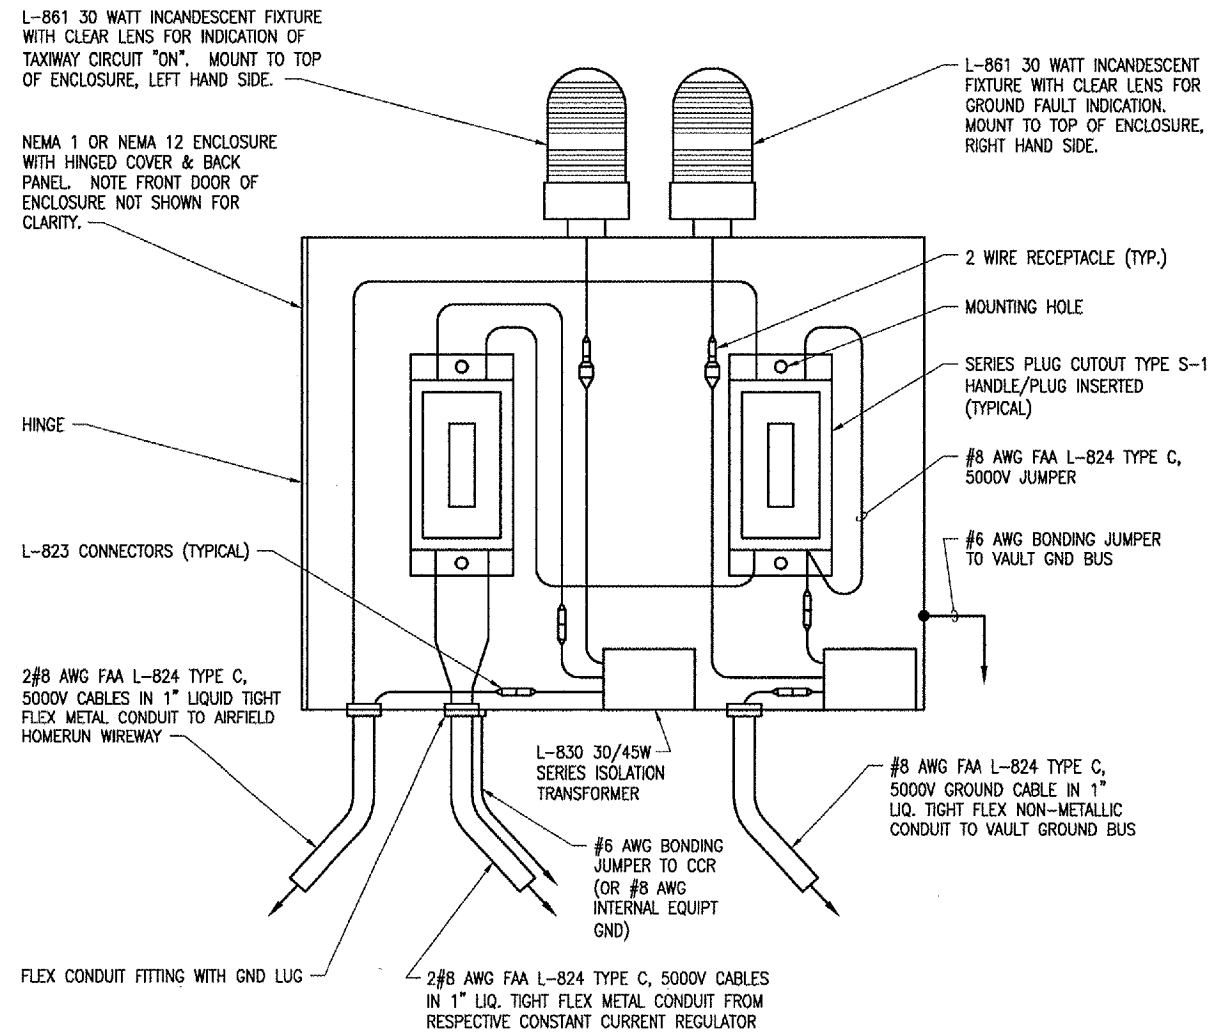 L-861 30 WATT INCANDESCENT FIXTURE
WITH CLEAR LENS FOR INDICATION OF
TAXIWAY CIRCUIT "ON".  MOUNT TO TOP
OF ENCLOSURE, LEFT HAND SIDE.
NEMA 1 OR NEMA 12 ENCLOSURE
WITH HINGED COVER & BACK
PANEL.  NOTE FRONT DOOR OF
ENCLOSURE NOT SHOWN FOR
CLARITY.
HINGE
L-823 CONNECTORS (TYPICAL)
2#8 AWG FAA L-824 TYPE C,
5000V CABLES IN 1" LIQUID TIGHT
FLEX METAL CONDUIT TO AIRFIELD
HOMERUN WIREWAY
FLEX CONDUIT FITTING WITH GND LUG
L-861 30 WATT INCANDESCENT
FIXTURE WITH CLEAR LENS FOR
GROUND FAULT INDICATION.
MOUNT TO TOP OF ENCLOSURE,
RIGHT HAND SIDE.
2 WIRE RECEPTACLE (TYP.)
MOUNTING HOLE
SERIES PLUG CUTOUT TYPE S-1
HANDLE/PLUG INSERTED
(TYPICAL)
#8 AWG FAA L-824 TYPE C,
5000V JUMPER
#6 AWG BONDING JUMPER
TO VAULT GND BUS
L-830 30/45W
SERIES ISOLATION
TRANSFORMER
#8 AWG FAA L-824 TYPE C,
5000V GROUND CABLE IN 1"
LIQ. TIGHT FLEX NON-METALLIC
CONDUIT TO VAULT GROUND BUS
#6 AWG BONDING
JUMPER TO CCR
(OR #8 AWG
INTERNAL EQUIPT
GND)
2#8 AWG FAA L-824 TYPE C, 5000V CABLES
IN 1" LIQ. TIGHT FLEX METAL CONDUIT FROM
RESPECTIVE CONSTANT CURRENT REGULATOR